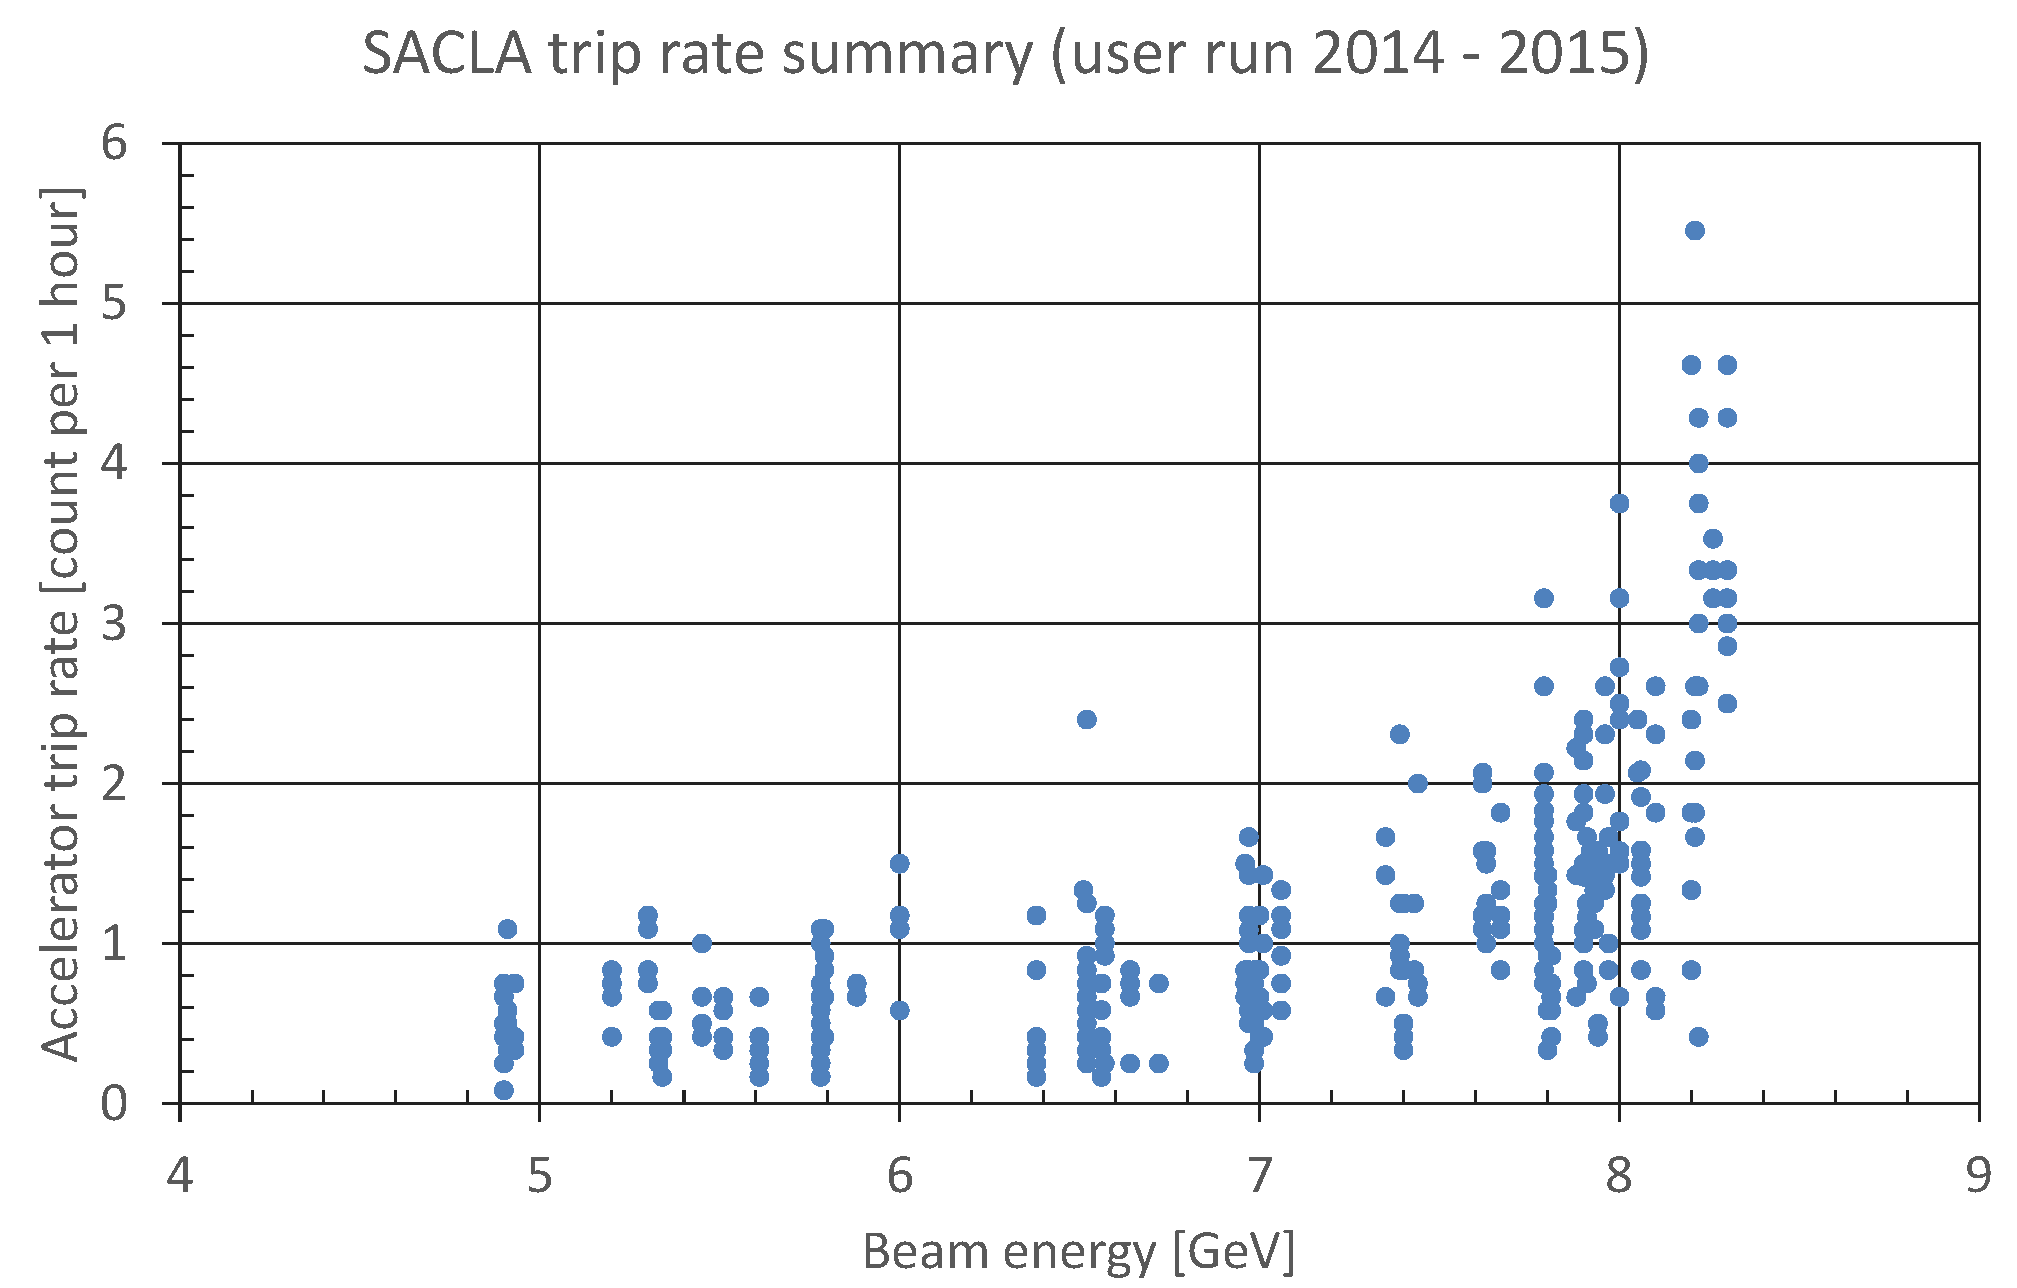 SACLA trip rate summary (user run 2014 - 2015)
Accelerator trip rate [count per 1 hour]
6
5
4
3
2
1
0
4 5 6 7 8 9
Beam energy [GeV]